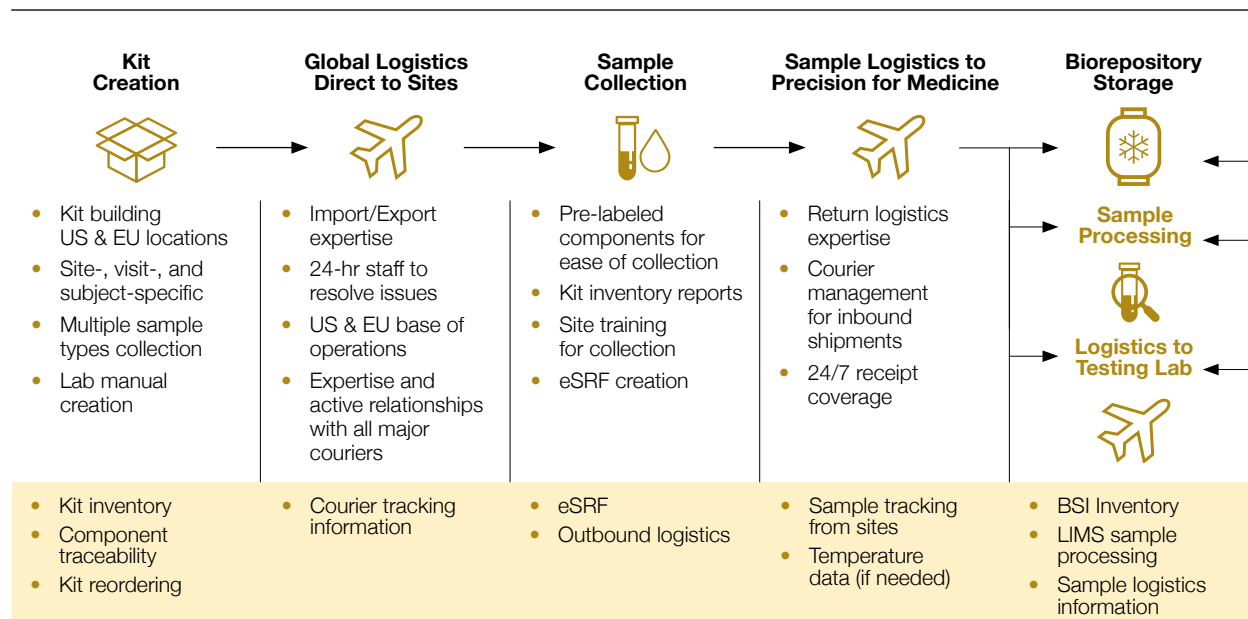 Kit
Creation
Global Logistics
Direct to Sites
Sample
Collection
Sample Logistics to
Precision for Medicine
Biorepository
Storage
• Kit building
US & EU locations
• Site-, visit-, and
subject-specific
• Multiple sample
types collection
• Lab manual
creation
• Import/Export
expertise
• 24-hr staff to
resolve issues
• US & EU base of
operations
• Expertise and
active relationships
with all major
couriers
• Pre-labeled
components for
ease of collection
• Kit inventory reports
• Site training
for collection
• eSRF creation
• Return logistics
expertise
• Courier
management
for inbound
shipments
• 24/7 receipt
coverage
Sample
Processing
Logistics to
Testing Lab
• Kit inventory
• Component
traceability
• Kit reordering
• Courier tracking
information
• eSRF
• Outbound logistics
• Sample tracking
from sites
• Temperature
data (if needed)
• BSI Inventory
• LIMS sample
processing
• Sample logistics
information